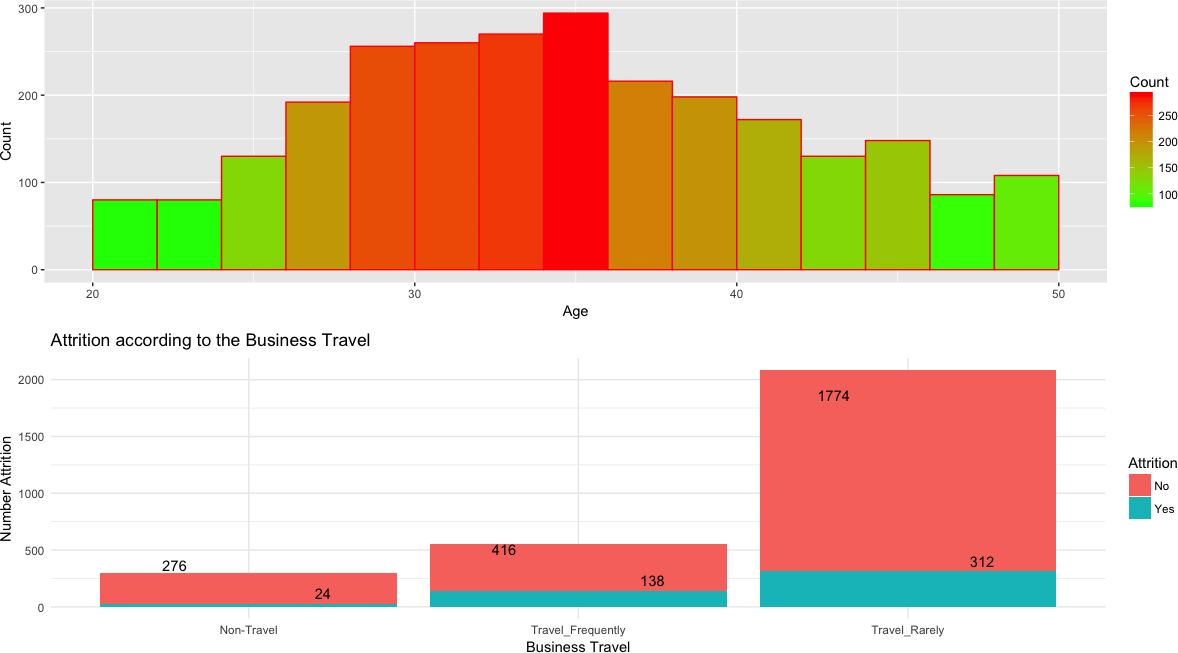 300
200
100
0
Count
20
30
40
50
Age
Count
250
200
150
100
Attrition according to the Business Travel
2000
1500
1000
500
0
Number Attrition
276
24
416
138
1774
312
Non-Travel
Travel_Frequently
Travel_Rarely
Business Travel
Attrition
No
Yes